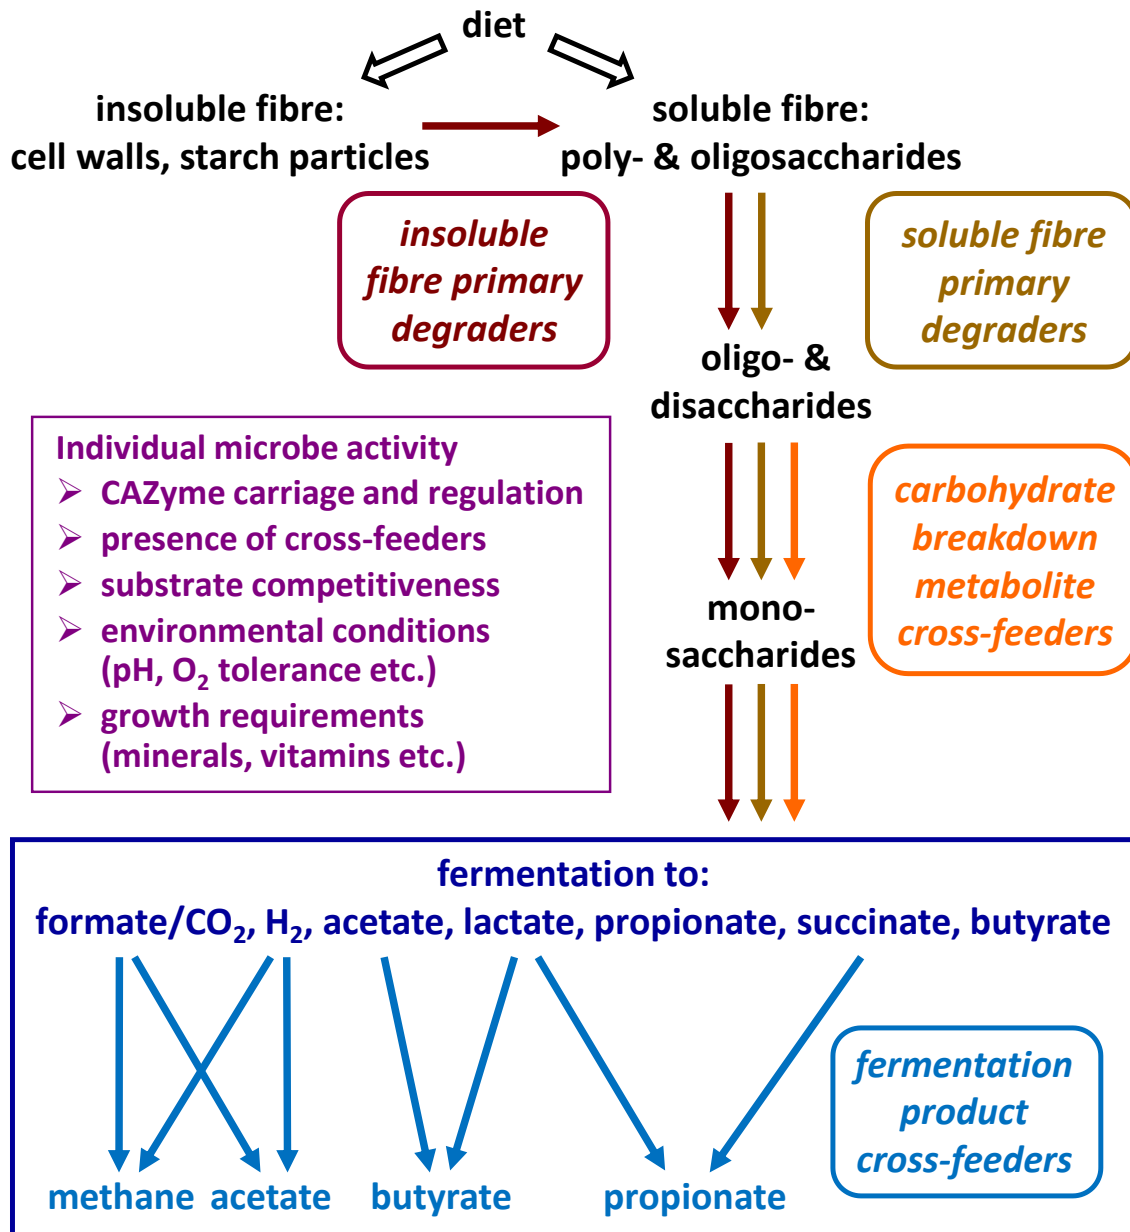 diet
insoluble fibre:
cell walls, starch particles
soluble fibre:
poly- & oligosaccharides
insoluble
fibre primary
degraders
soluble fibre
primary
degraders
oligo- &
disaccharides
Individual microbe activity
➢ CAZyme carriage and regulation
➢ presence of cross-feeders
➢ substrate competitiveness
➢ environmental conditions
(pH, O₂ tolerance etc.)
➢ growth requirements
(minerals, vitamins etc.)
carbohydrate
breakdown
metabolite
cross-feeders
mono-
saccharides
fermentation to:
formate/CO₂, H₂, acetate, lactate, propionate, succinate, butyrate
fermentation
product
cross-feeders
methane acetate butyrate propionate